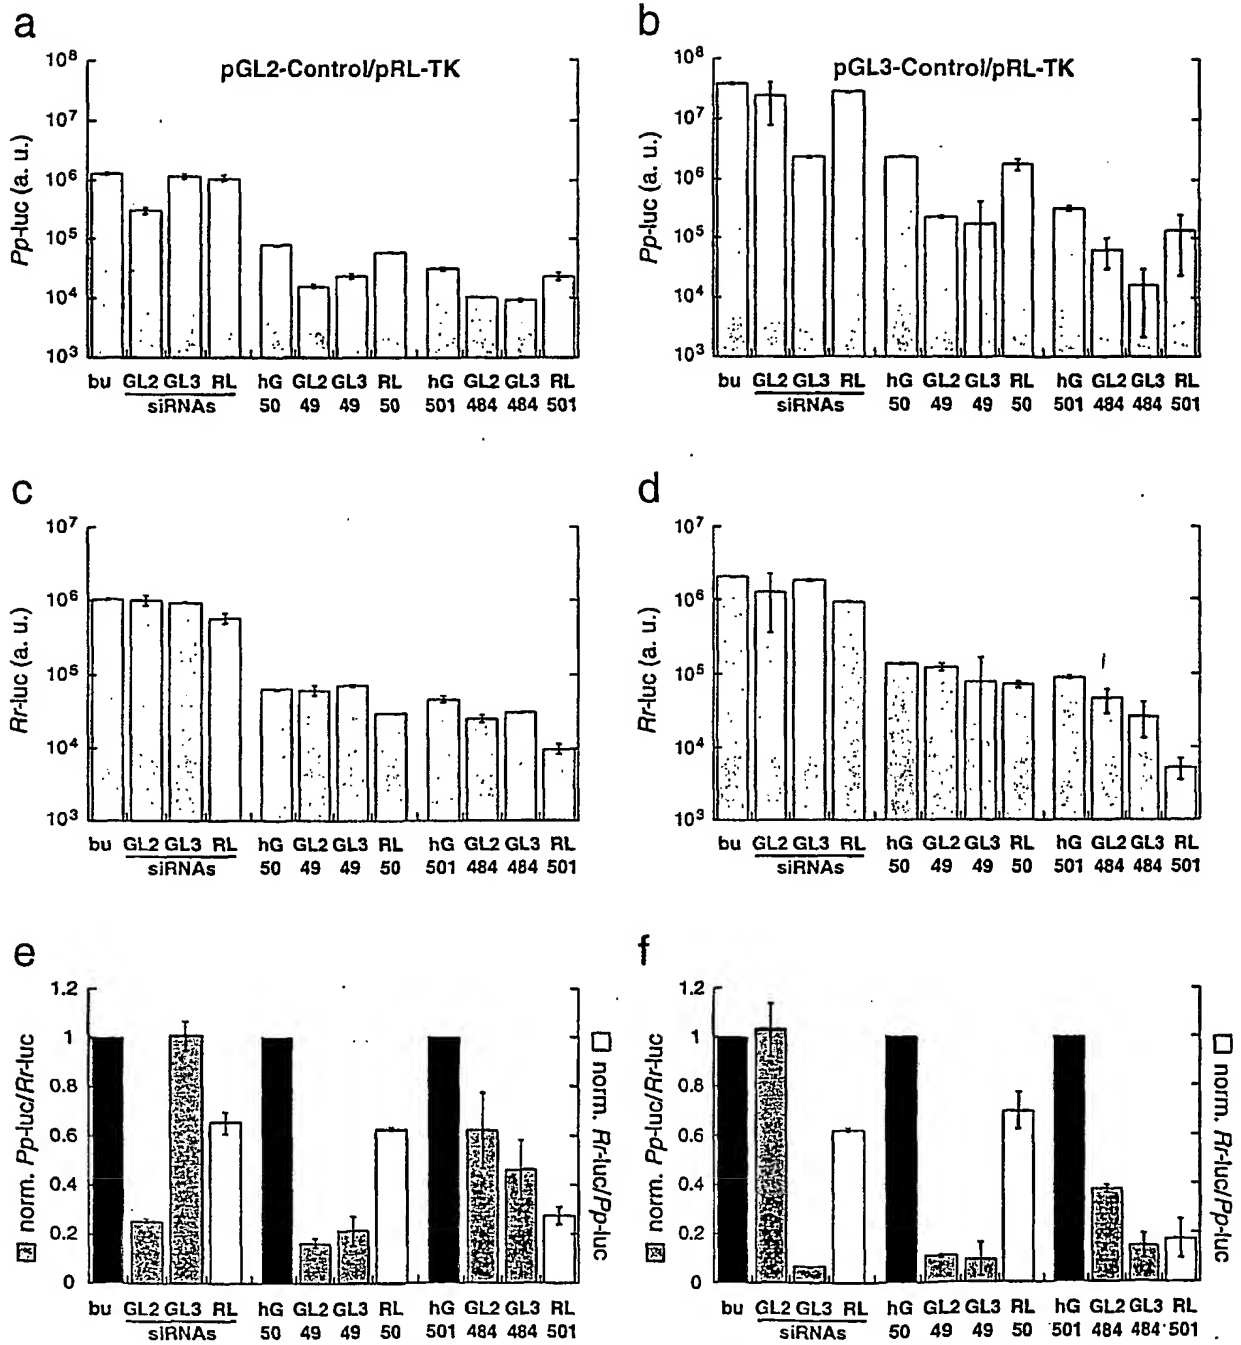 a
pGL2-Control/pRL-TK
Pp-luc (a. u.)
10⁸
10⁷
10⁶
10⁵
10⁴
10³
bu GL2 GL3 RL hG GL2 GL3 RL hG GL2 GL3 RL
siRNAs 50 49 49 50 501 484 484 501
b
pGL3-Control/pRL-TK
Pp-luc (a. u.)
10⁸
10⁷
10⁶
10⁵
10⁴
10³
bu GL2 GL3 RL hG GL2 GL3 RL hG GL2 GL3 RL
siRNAs 50 49 49 50 501 484 484 501
c
Rr-luc (a. u.)
10⁷
10⁶
10⁵
10⁴
10³
bu GL2 GL3 RL hG GL2 GL3 RL hG GL2 GL3 RL
siRNAs 50 49 49 50 501 484 484 501
d
Rr-luc (a. u.)
10⁷
10⁶
10⁵
10⁴
10³
bu GL2 GL3 RL hG GL2 GL3 RL hG GL2 GL3 RL
siRNAs 50 49 49 50 501 484 484 501
e
norm. Pp-luc/Rr-luc
1.2
1
0.8
0.6
0.4
0.2
0
norm. Rr-luc/Pp-luc
bu GL2 GL3 RL hG GL2 GL3 RL hG GL2 GL3 RL
siRNAs 50 49 49 50 501 484 484 501
f
norm. Pp-luc/Rr-luc
1.2
1
0.8
0.6
0.4
0.2
0
norm. Rr-luc/Pp-luc
bu GL2 GL3 RL hG GL2 GL3 RL hG GL2 GL3 RL
siRNAs 50 49 49 50 501 484 484 501